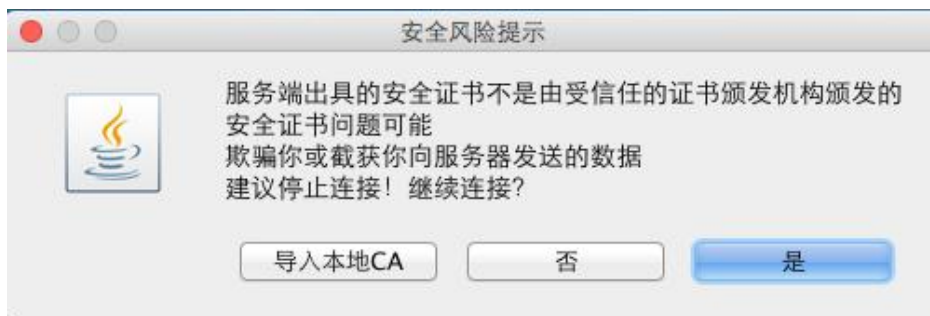 安全风险提示
服务端出具的安全证书不是由受信任的证书颁发机构颁发的
安全证书问题可能
欺骗你或截获你向服务器发送的数据
建议停止连接！继续连接？
导入本地CA 否 是